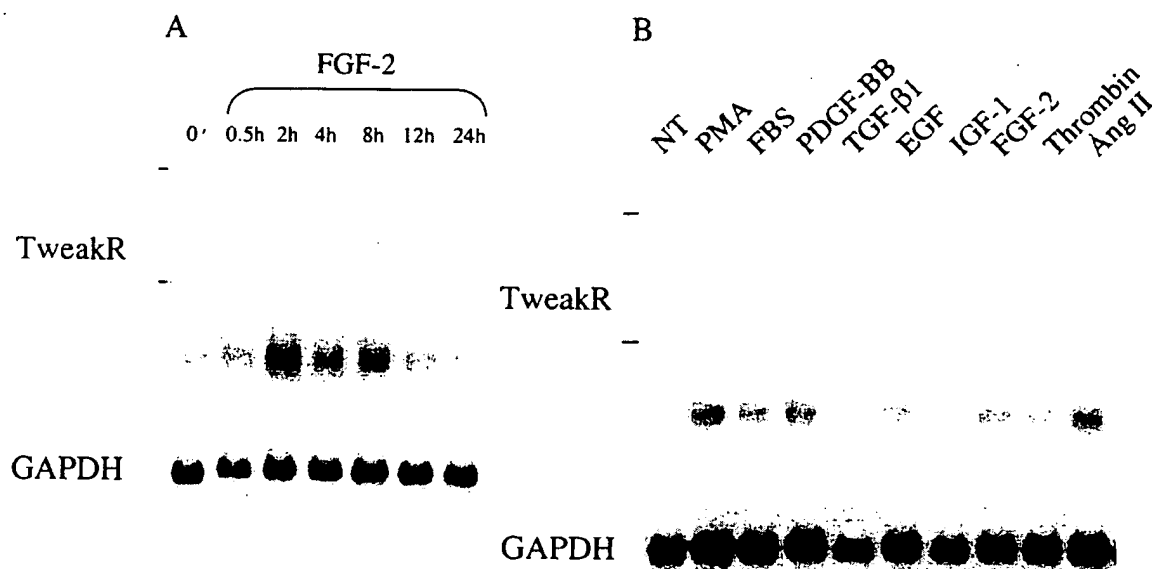 A
FGF-2
0' 0.5h 2h 4h 8h 12h 24h
TweakR
GAPDH
B
NT PMA FBS PDGF-BB TGF-β1 EGF IGF-1 FGF-2 Thrombin Ang II
TweakR
GAPDH